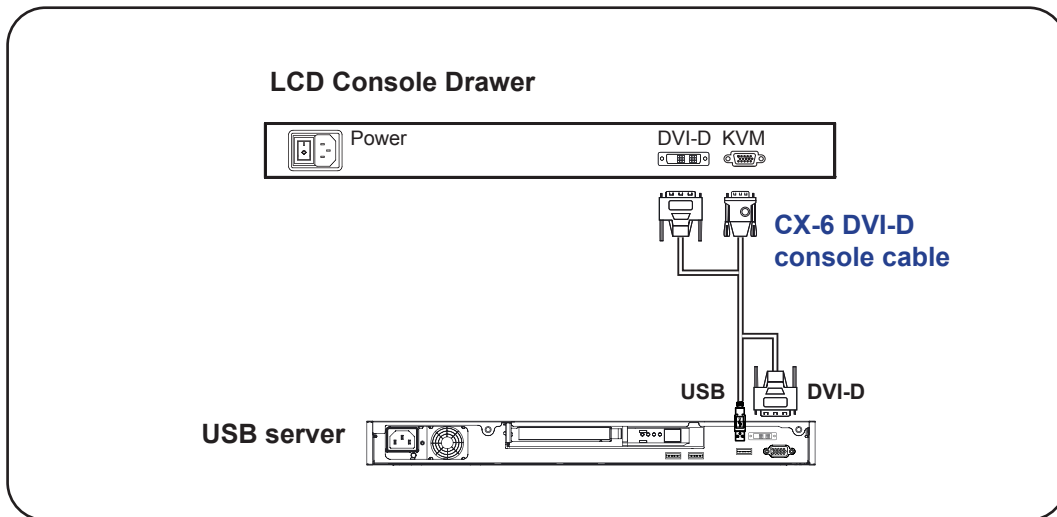 LCD Console Drawer
Power
DVI-D KVM
CX-6 DVI-D
console cable
USB
DVI-D
USB server